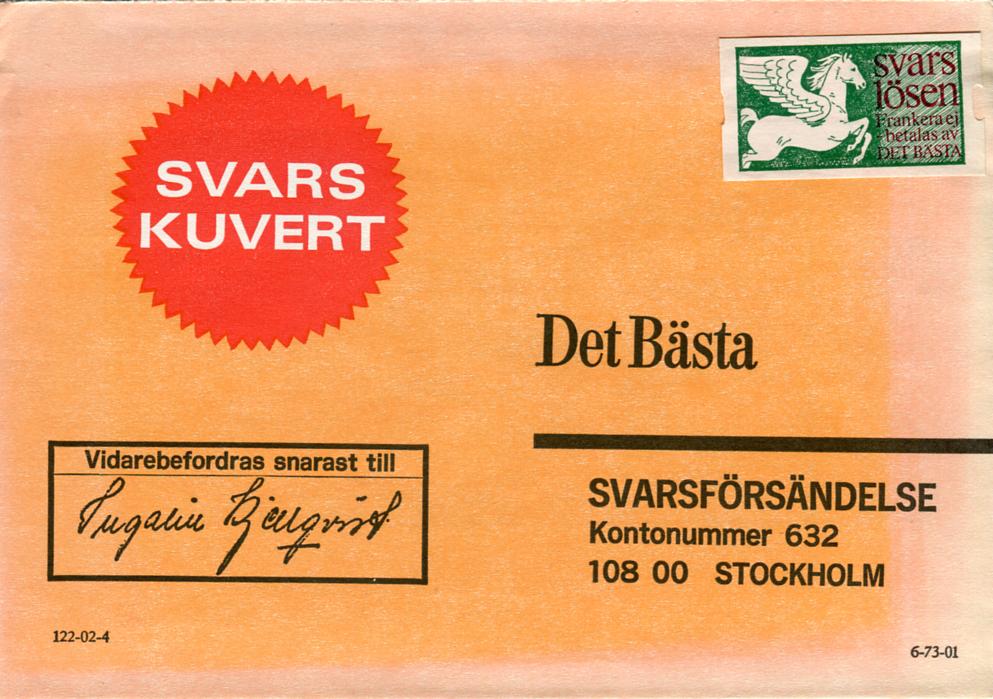 SVARS
KUVERT
svars
lösen
Frankera ej
- betalas av
DET BÄSTA
Det Bästa
Vidarebefordras snarast till
SVARSFÖRSÄNDELSE
Kontonummer 632
108 00 STOCKHOLM
122-02-4
6-73-01